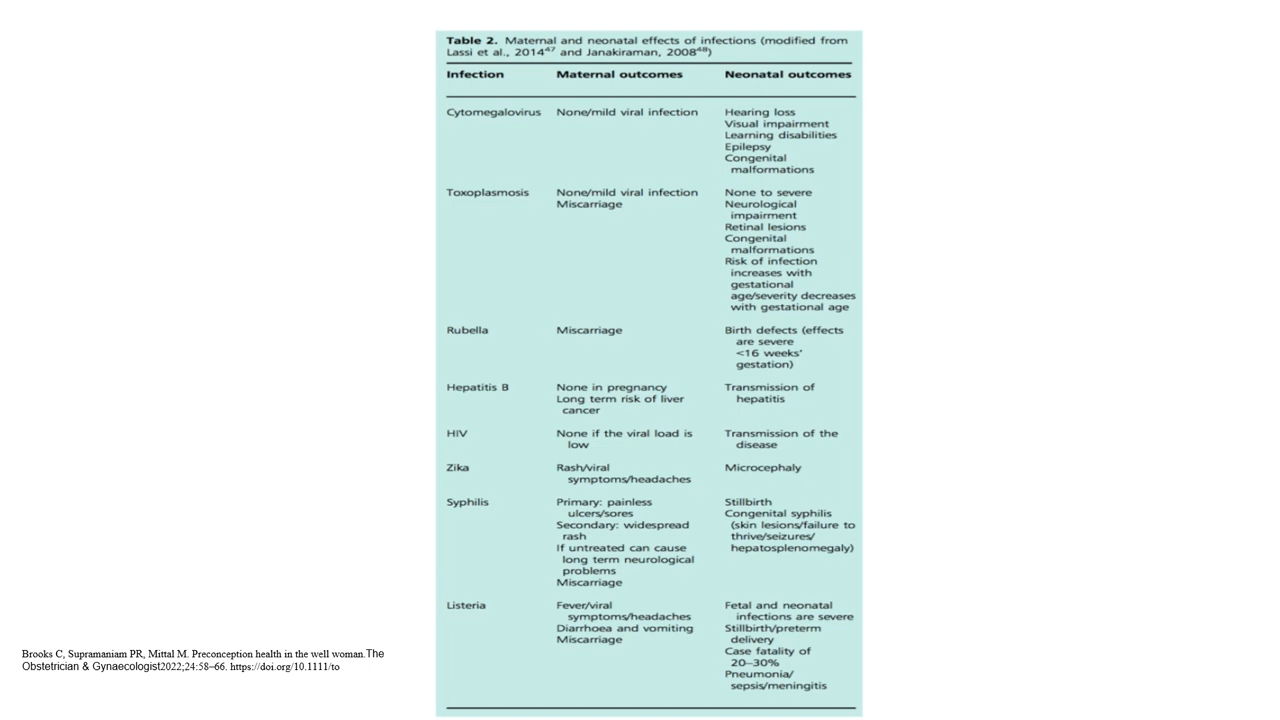 Table 2. Maternal and neonatal effects of infections (modified from
Lassi et al., 2014⁴⁷ and Janakiraman, 2008⁴⁸)
Infection Maternal outcomes Neonatal outcomes
Cytomegalovirus None/mild viral infection Hearing loss
Visual impairment
Learning disabilities
Epilepsy
Congenital
malformations
Toxoplasmosis None/mild viral infection None to severe
Miscarriage Neurological
impairment
Retinal lesions
Congenital
malformations
Risk of infection
increases with
gestational
age/severity decreases
with gestational age
Rubella Miscarriage Birth defects (effects
are severe
<16 weeks'
gestation)
Hepatitis B None in pregnancy Transmission of
Long term risk of liver hepatitis
cancer
HIV None if the viral load is Transmission of the
low disease
Zika Rash/viral Microcephaly
symptoms/headaches
Syphilis Primary: painless Stillbirth
ulcers/sores Congenital syphilis
Secondary: widespread (skin lesions/failure to
rash thrive/seizures/
If untreated can cause hepatosplenomegaly)
long term neurological
problems
Miscarriage
Listeria Fever/viral Fetal and neonatal
symptoms/headaches infections are severe
Diarrhoea and vomiting Stillbirth/preterm
Miscarriage delivery
Case fatality of
20–30%
Pneumonia/
sepsis/meningitis
Brooks C, Supramaniam PR, Mittal M. Preconception health in the well woman.The
Obstetrician & Gynaecologist2022;24:58–66. https://doi.org/10.1111/to